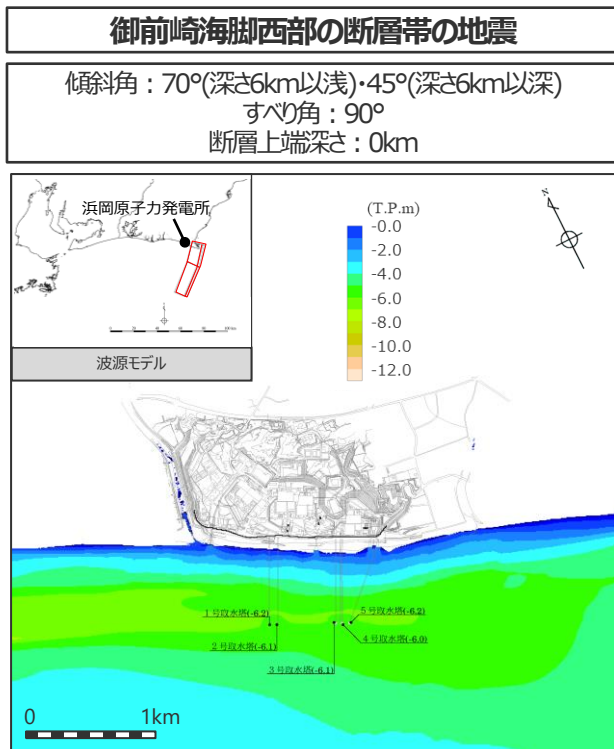 御前崎海脚西部の断層帯の地震
傾斜角：70°(深さ6km以浅)・45°(深さ6km以深)
すべり角：90°
断層上端深さ：0km
浜岡原子力発電所
波源モデル
(T.P.m)
-0.0
-2.0
-4.0
-6.0
-8.0
-10.0
-12.0
N
1号取水塔(-6.2)
2号取水塔(-6.1)
3号取水塔(-6.1)
4号取水塔(-6.0)
5号取水塔(-6.2)
0 1km